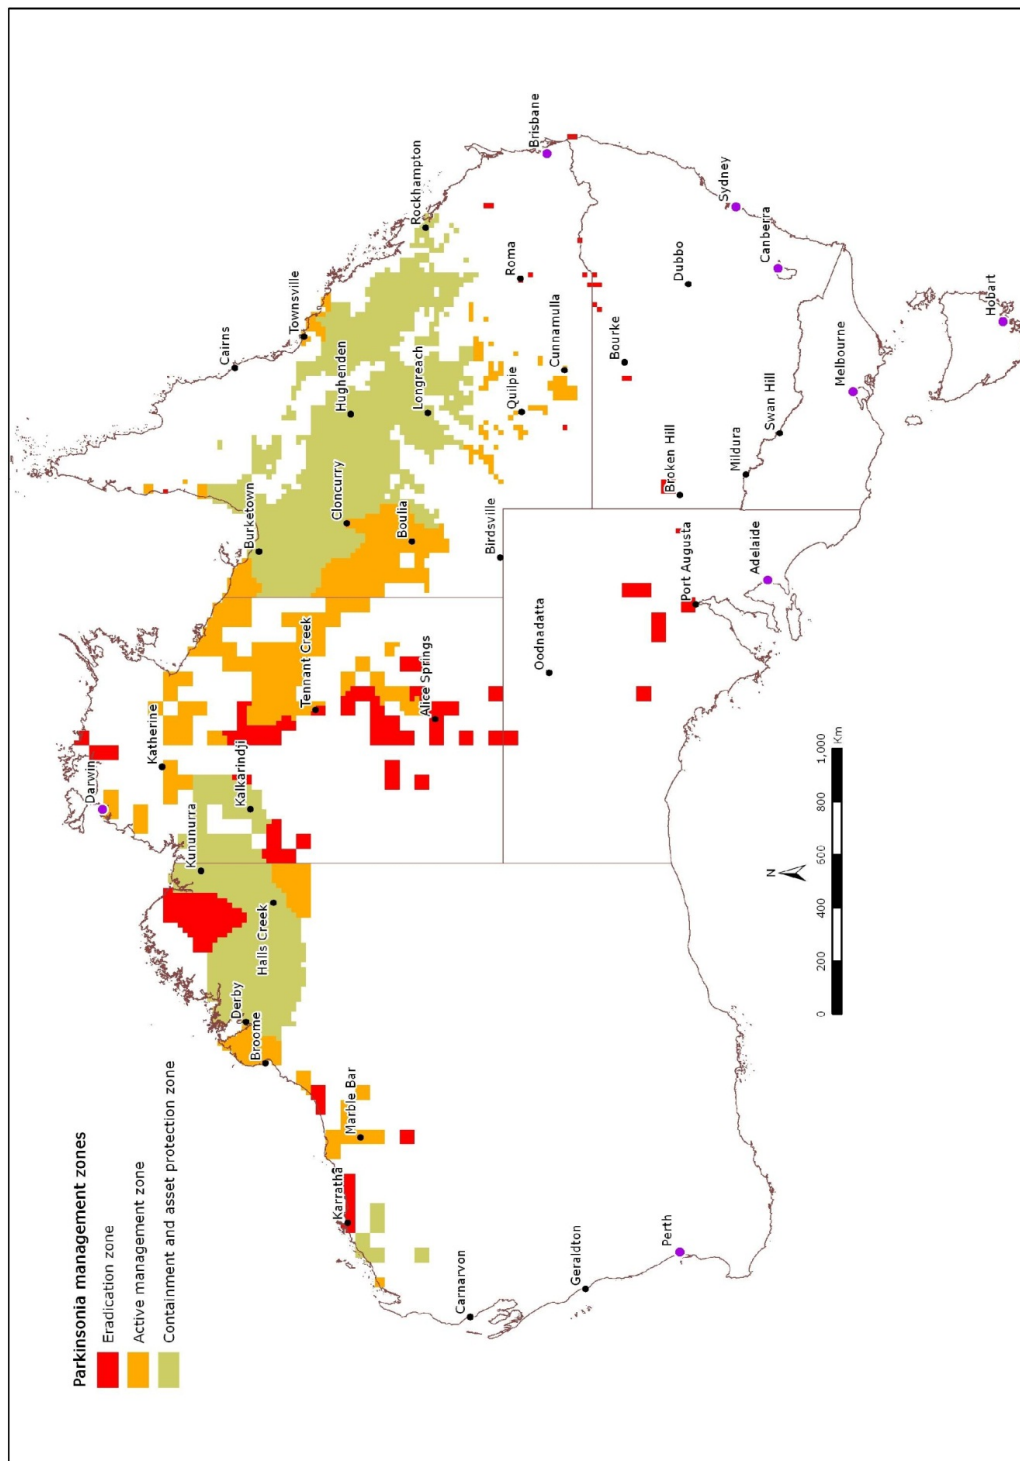 Parkinsonia management zones
Eradication zone
Active management zone
Containment and asset protection zone
Darwin
Katherine
Kununurra
Kalkarindji
Derby
Broome
Halls Creek
Karratha
Marble Bar
Tennant Creek
Alice Springs
Burketown
Cairns
Townsville
Cloncurry
Hughenden
Boulia
Longreach
Rockhampton
Carnarvon
Birdsville
Quilpie
Roma
Brisbane
Oodnadatta
Cunnamulla
Geraldton
Bourke
Perth
Port Augusta
Broken Hill
Dubbo
Sydney
Mildura
Adelaide
Swan Hill
Canberra
Melbourne
Hobart
N
0 200 400 600 800 1,000
Km